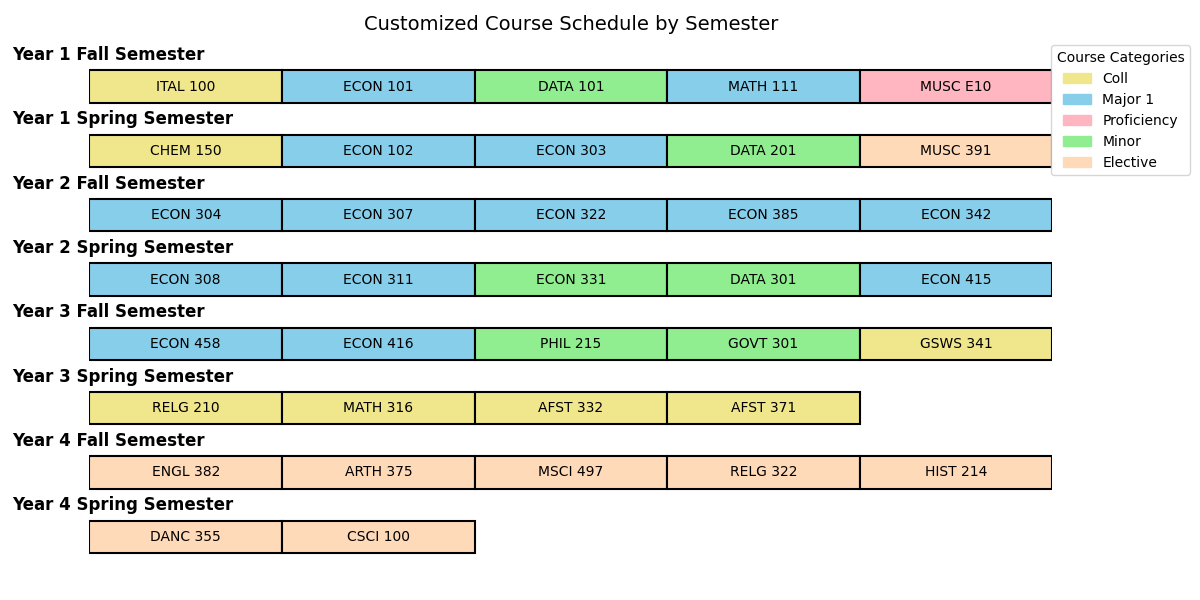 Customized Course Schedule by Semester
Year 1 Fall Semester
ITAL 100 ECON 101 DATA 101 MATH 111 MUSC E10
Year 1 Spring Semester
CHEM 150 ECON 102 ECON 303 DATA 201 MUSC 391
Year 2 Fall Semester
ECON 304 ECON 307 ECON 322 ECON 385 ECON 342
Year 2 Spring Semester
ECON 308 ECON 311 ECON 331 DATA 301 ECON 415
Year 3 Fall Semester
ECON 458 ECON 416 PHIL 215 GOVT 301 GSWS 341
Year 3 Spring Semester
RELG 210 MATH 316 AFST 332 AFST 371
Year 4 Fall Semester
ENGL 382 ARTH 375 MSCI 497 RELG 322 HIST 214
Year 4 Spring Semester
DANC 355 CSCI 100
Course Categories
Coll
Major 1
Proficiency
Minor
Elective